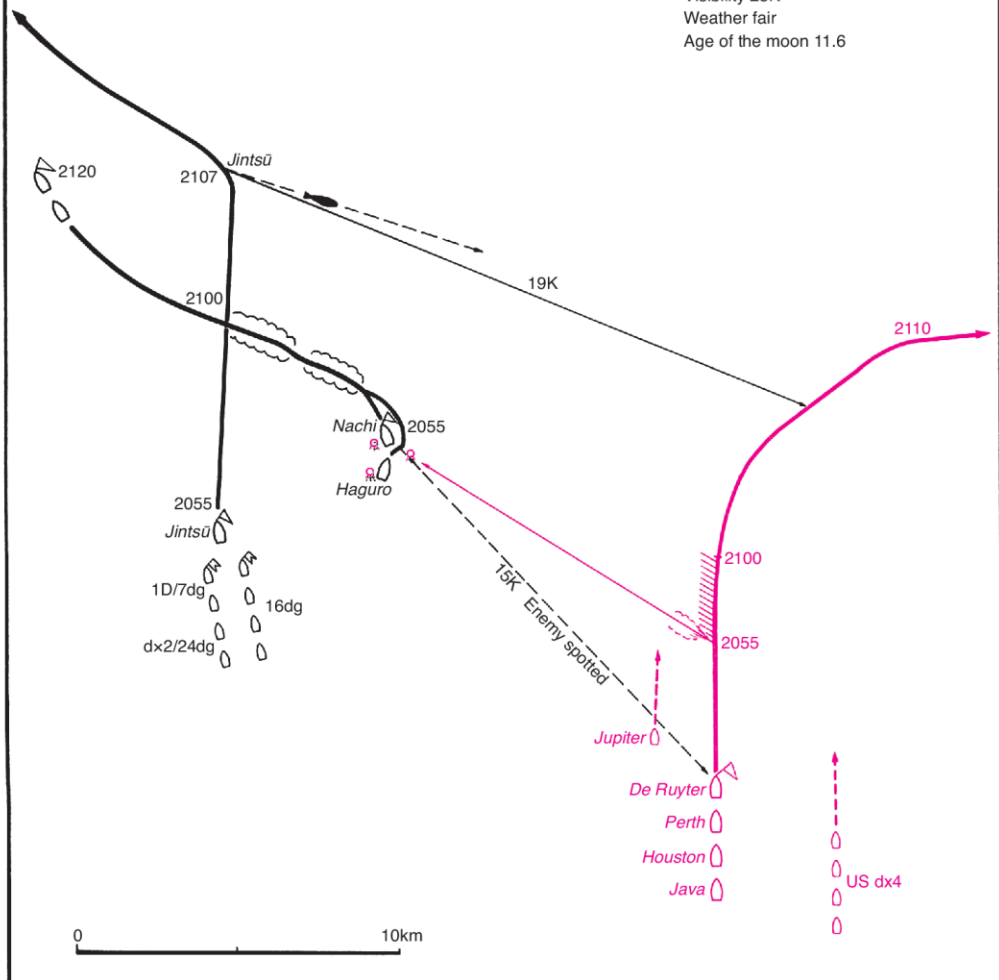 Weather fair
Age of the moon 11.6
Jintsū
2107
2120
19K
2100
2110
Nachi
2055
Haguro
2055
Jintsū
2100
15K Enemy spotted
1D/7dg
16dg
2055
dx2/24dg
Jupiter
De Ruyter
Perth
Houston
US dx4
Java
0
10km